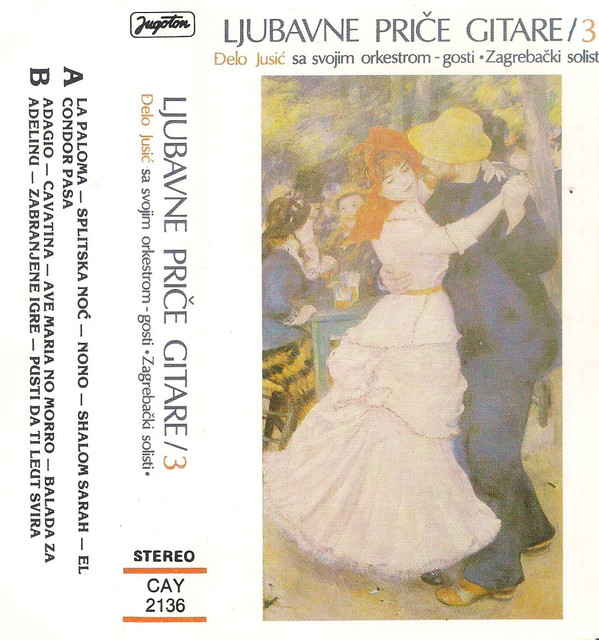 Jugoton
LJUBAVNE PRIČE GITARE/3
Đelo Jusić sa svojim orkestrom-gosti•Zagrebački solist
LJUBAVNE PRIČE GITARE/3
Đelo Jusić sa svojim orkestrom-gosti•Zagrebački solisti•
A
LA PALOMA — SPLITSKA NOĆ — NONO — SHALOM SARAH — EL
CONDOR PASA
B
ADAGIO — CAVATINA — AVE MARIA NO MORRO — BALADA ZA
ADELINU — ZABRANJENE IGRE — PUSTI DA TI LEUT SVIRA
STEREO
CAY
2136